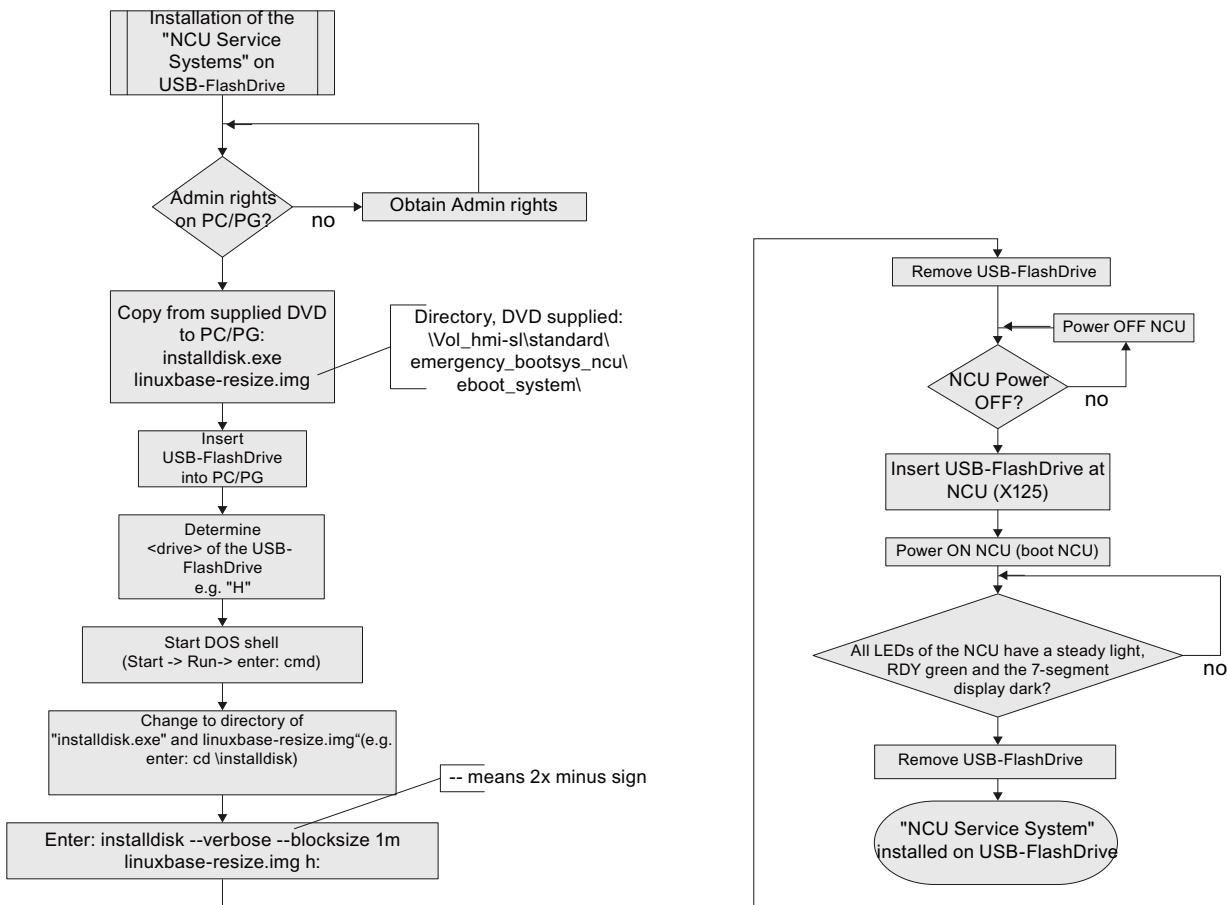 Installation of the
"NCU Service
Systems" on
USB-FlashDrive
Admin rights
on PC/PG?
no
Obtain Admin rights
Copy from supplied DVD
to PC/PG:
installdisk.exe
linuxbase-resize.img
Directory, DVD supplied:
\Vol_hmi-sl\standard\
emergency_bootsys_ncu\
eboot_system\
Insert
USB-FlashDrive
into PC/PG
Determine
<drive> of the USB-
FlashDrive
e.g. "H"
Start DOS shell
(Start -> Run-> enter: cmd)
Change to directory of
"installdisk.exe" and linuxbase-resize.img“(e.g.
enter: cd \installdisk)
-- means 2x minus sign
Enter: installdisk --verbose --blocksize 1m
linuxbase-resize.img h:
Remove USB-FlashDrive
Power OFF NCU
NCU Power
OFF?
no
Insert USB-FlashDrive at
NCU (X125)
Power ON NCU (boot NCU)
All LEDs of the NCU have a steady light,
RDY green and the 7-segment
display dark?
no
Remove USB-FlashDrive
"NCU Service System"
installed on USB-FlashDrive